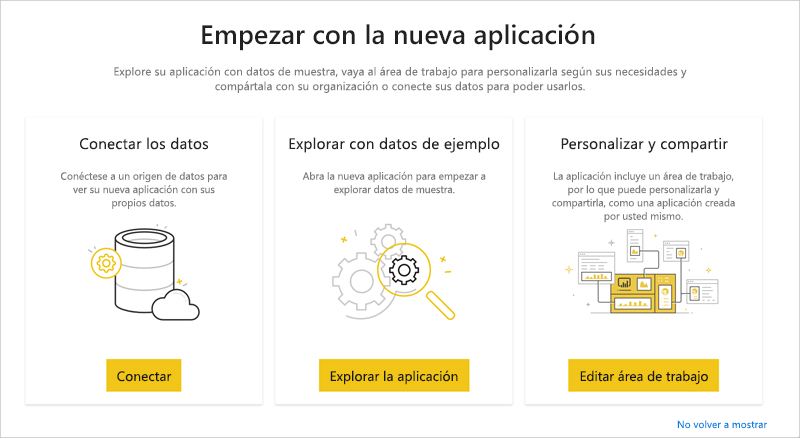 Empezar con la nueva aplicación
Explore su aplicación con datos de muestra, vaya al área de trabajo para personalizarla según sus necesidades y
compártala con su organización o conecte sus datos para poder usarlos.
Conectar los datos
Conéctese a un origen de datos para
ver su nueva aplicación con sus
propios datos.
Conectar
Explorar con datos de ejemplo
Abra la nueva aplicación para empezar a
explorar datos de muestra.
Explorar la aplicación
Personalizar y compartir
La aplicación incluye un área de trabajo,
por lo que puede personalizarla y
compartirla, como una aplicación creada
por usted mismo.
Editar área de trabajo
No volver a mostrar